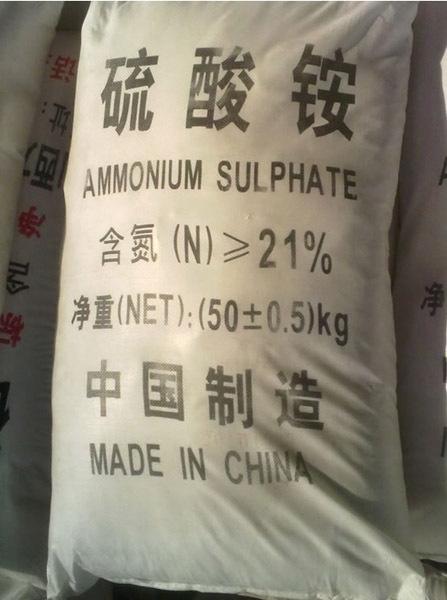 硫酸铵
AMMONIUM SULPHATE
含氮(N)≥21%
净重(NET):(50±0.5)kg
中国制造
MADE IN CHINA